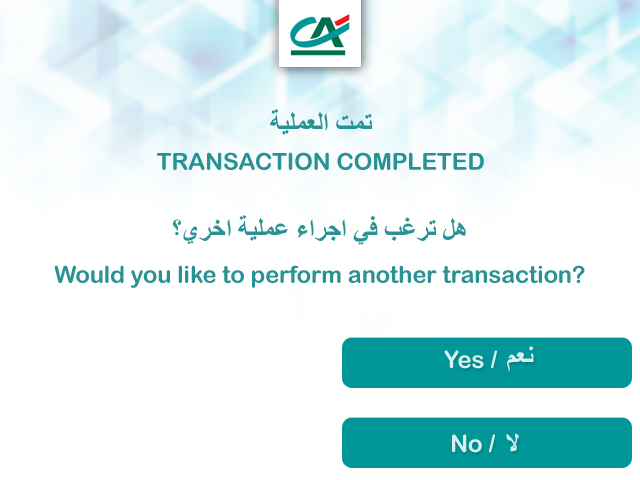 CA
تمت العملية
TRANSACTION COMPLETED
هل ترغب في اجراء عملية اخري؟
Would you like to perform another transaction?
Yes / نعم
No / لا